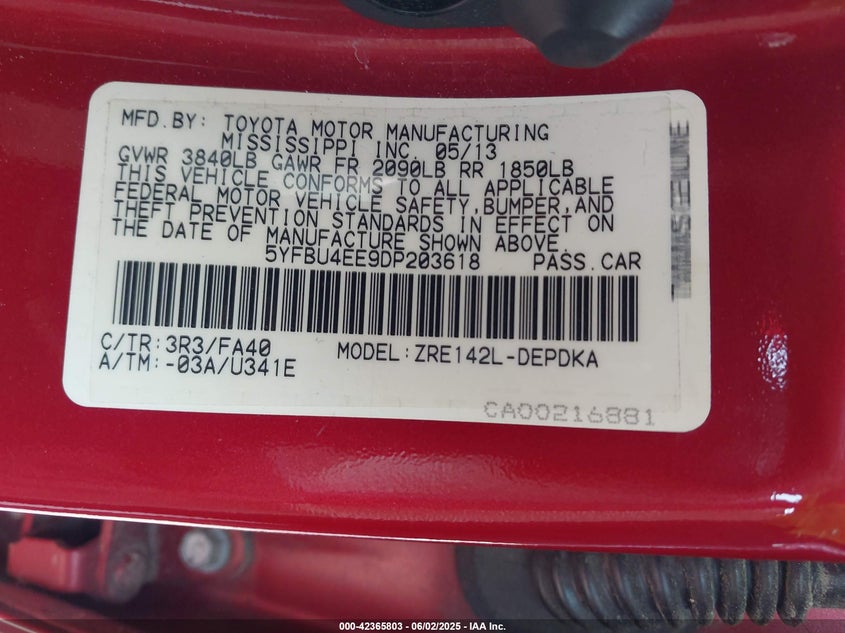 MFD.BY: TOYOTA MOTOR MANUFACTURING
MISSISSIPPI INC. 05/13
GVWR 3840LB GAWR FR 2090LB RR 1850LB
THIS VEHICLE CONFORMS TO ALL APPLICABLE
FEDERAL MOTOR VEHICLE SAFETY,BUMPER,AND
THEFT PREVENTION STANDARDS IN EFFECT ON
THE DATE OF MANUFACTURE SHOWN ABOVE.
5YFBU4EE9DP203618 PASS.CAR
C/TR:3R3/FA40 MODEL:ZRE142L-DEPDKA
A/TM:-03A/U341E
CA00216881
000-42365803 - 06/02/2025 - IAA Inc.